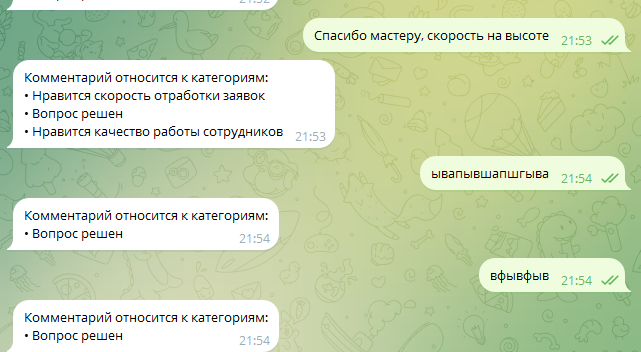 Спасибо мастеру, скорость на высоте 21:53
Комментарий относится к категориям:
• Нравится скорость отработки заявок
• Вопрос решен
• Нравится качество работы сотрудников 21:53
ывапывшапшгыва 21:54
Комментарий относится к категориям:
• Вопрос решен 21:54
вфывфыв 21:54
Комментарий относится к категориям:
• Вопрос решен 21:54